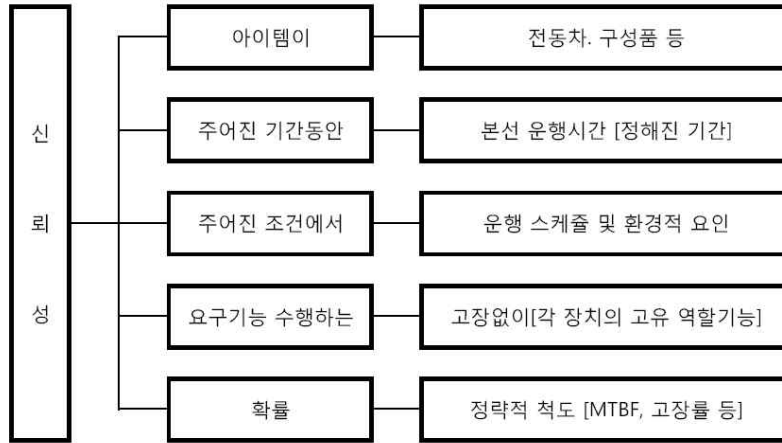 신뢰성
아이템이
전동차. 구성품 등
주어진 기간동안
본선 운행시간 [정해진 기간]
주어진 조건에서
운행 스케쥴 및 환경적 요인
요구기능 수행하는
고장없이[각 장치의 고유 역할기능]
확률
정략적 척도 [MTBF, 고장률 등]